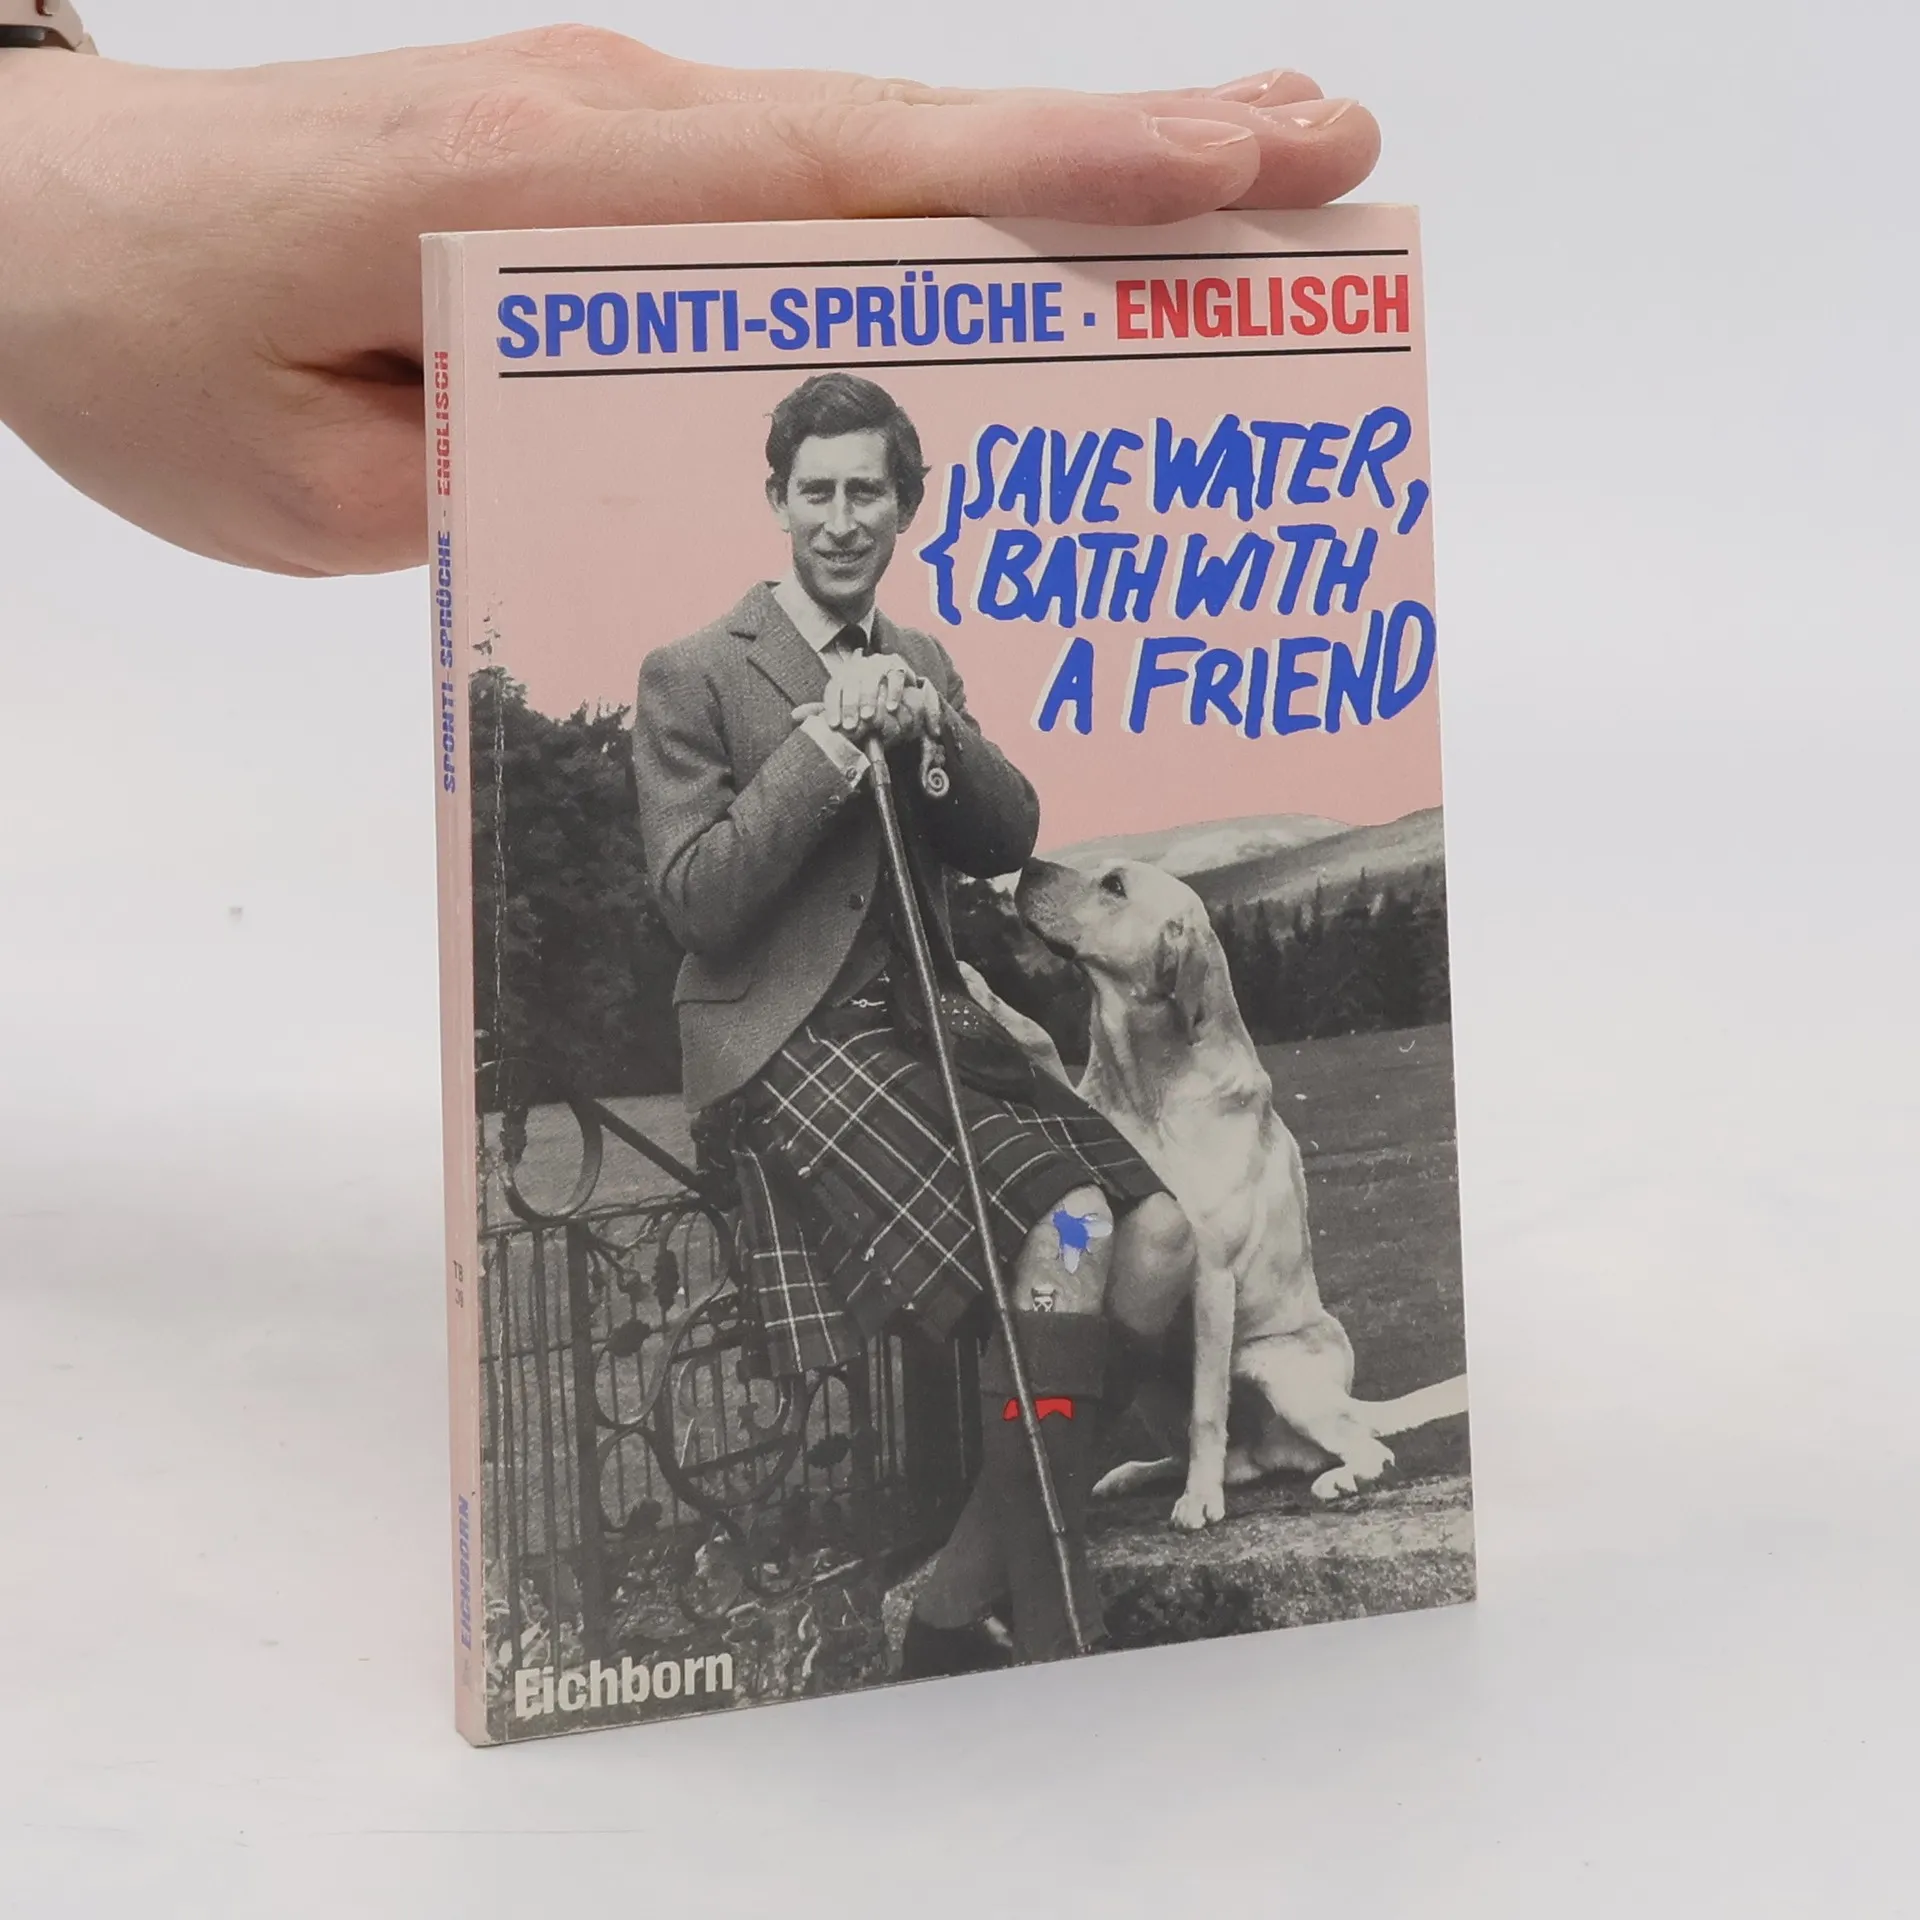 SPONTI-SPRÜCHE · ENGLISCH
SAVE WATER,
BATH WITH
A FRIEND
Eichborn
SPONTI-SPRÜCHE · ENGLISCH
EICHBORN